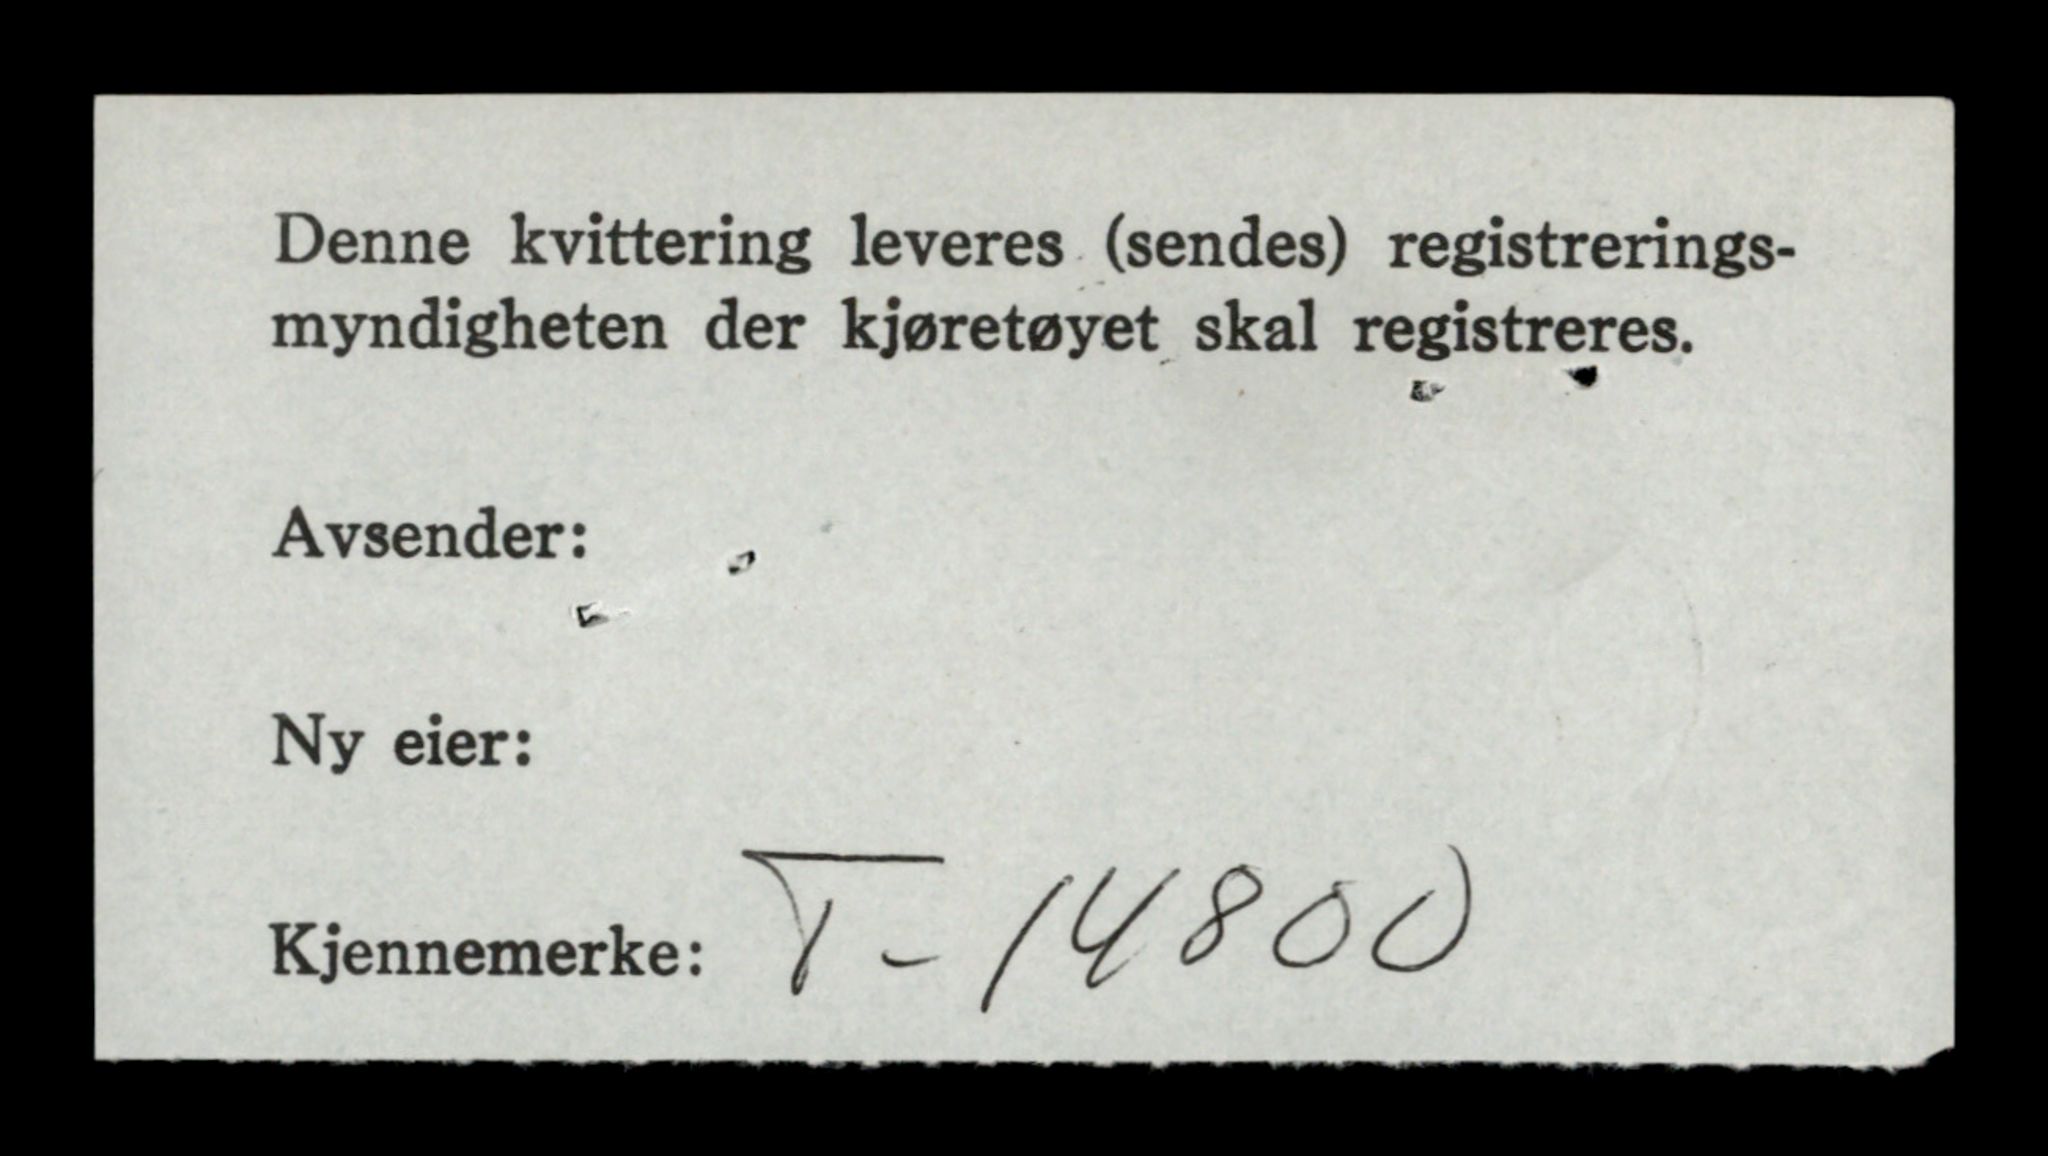 Denne kvittering leveres (sendes) registrerings-
myndigheten der kjøretøyet skal registreres.
Avsender:
Ny eier:
Kjennemerke: T-14800